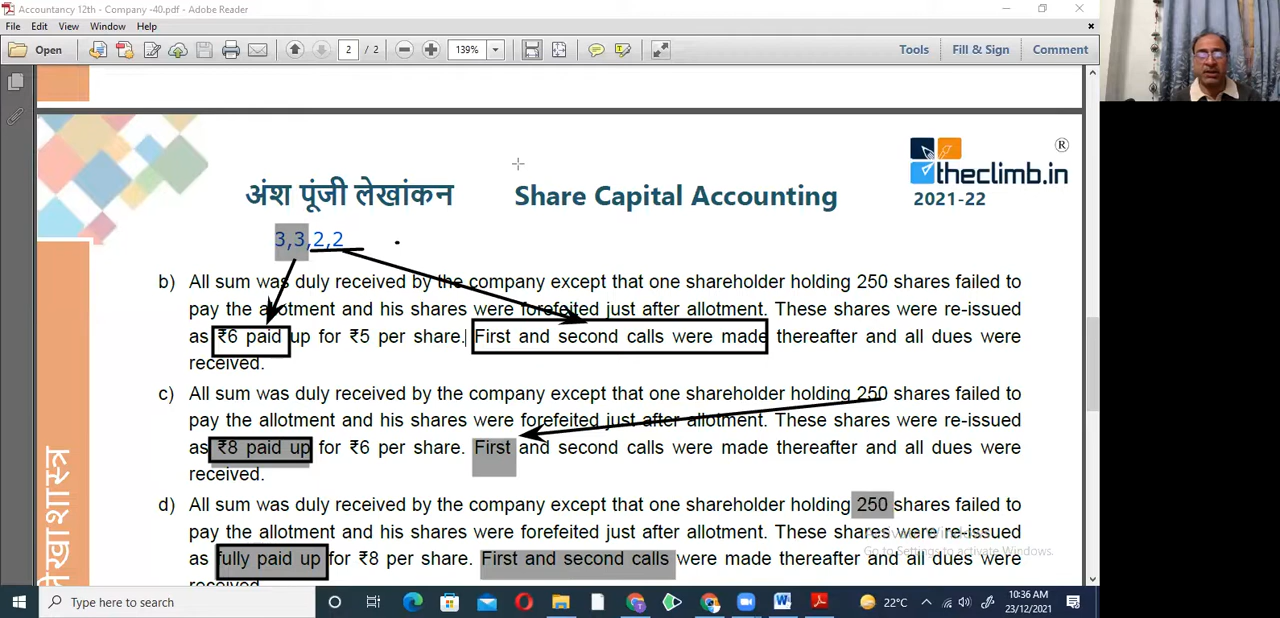 Accountancy 12th - Company -40.pdf - Adobe Reader
File Edit View Window Help
Open 2 / 2 139% Tools Fill & Sign Comment
theclimb.in ®
अंश पूंजी लेखांकन Share Capital Accounting 2021-22
3,3,2,2
b) All sum was duly received by the company except that one shareholder holding 250 shares failed to
pay the allotment and his shares were forefeited just after allotment. These shares were re-issued
as ₹6 paid up for ₹5 per share. First and second calls were made thereafter and all dues were
received.
c) All sum was duly received by the company except that one shareholder holding 250 shares failed to
pay the allotment and his shares were forefeited just after allotment. These shares were re-issued
as ₹8 paid up for ₹6 per share. First and second calls were made thereafter and all dues were
received.
d) All sum was duly received by the company except that one shareholder holding 250 shares failed to
pay the allotment and his shares were forefeited just after allotment. These shares were re-issued
as fully paid up for ₹8 per share. First and second calls were made thereafter and all dues were
received.
Activate Windows
Go to Settings to activate Windows.
Type here to search
22°C
10:36 AM
23/12/2021